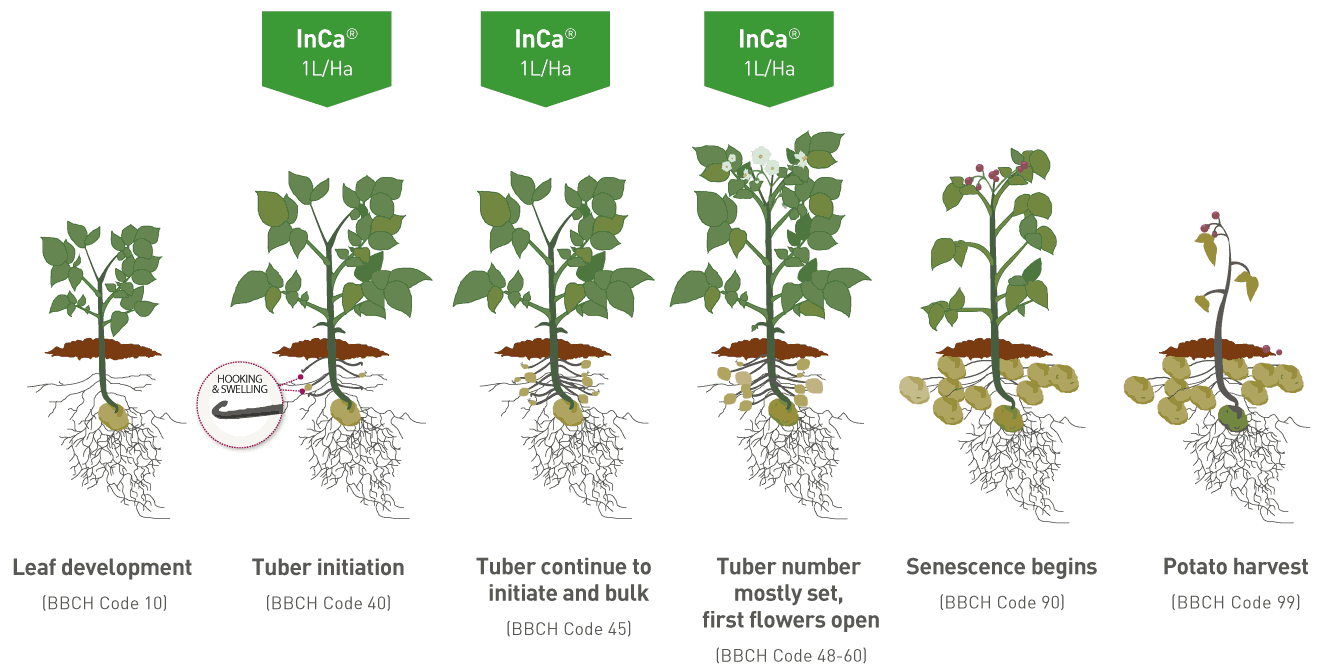 InCa®
1L/Ha
InCa®
1L/Ha
InCa®
1L/Ha
HOOKING
& SWELLING
Leaf development
(BBCH Code 10)
Tuber initiation
(BBCH Code 40)
Tuber continue to
initiate and bulk
(BBCH Code 45)
Tuber number
mostly set,
first flowers open
(BBCH Code 48-60)
Senescence begins
(BBCH Code 90)
Potato harvest
(BBCH Code 99)